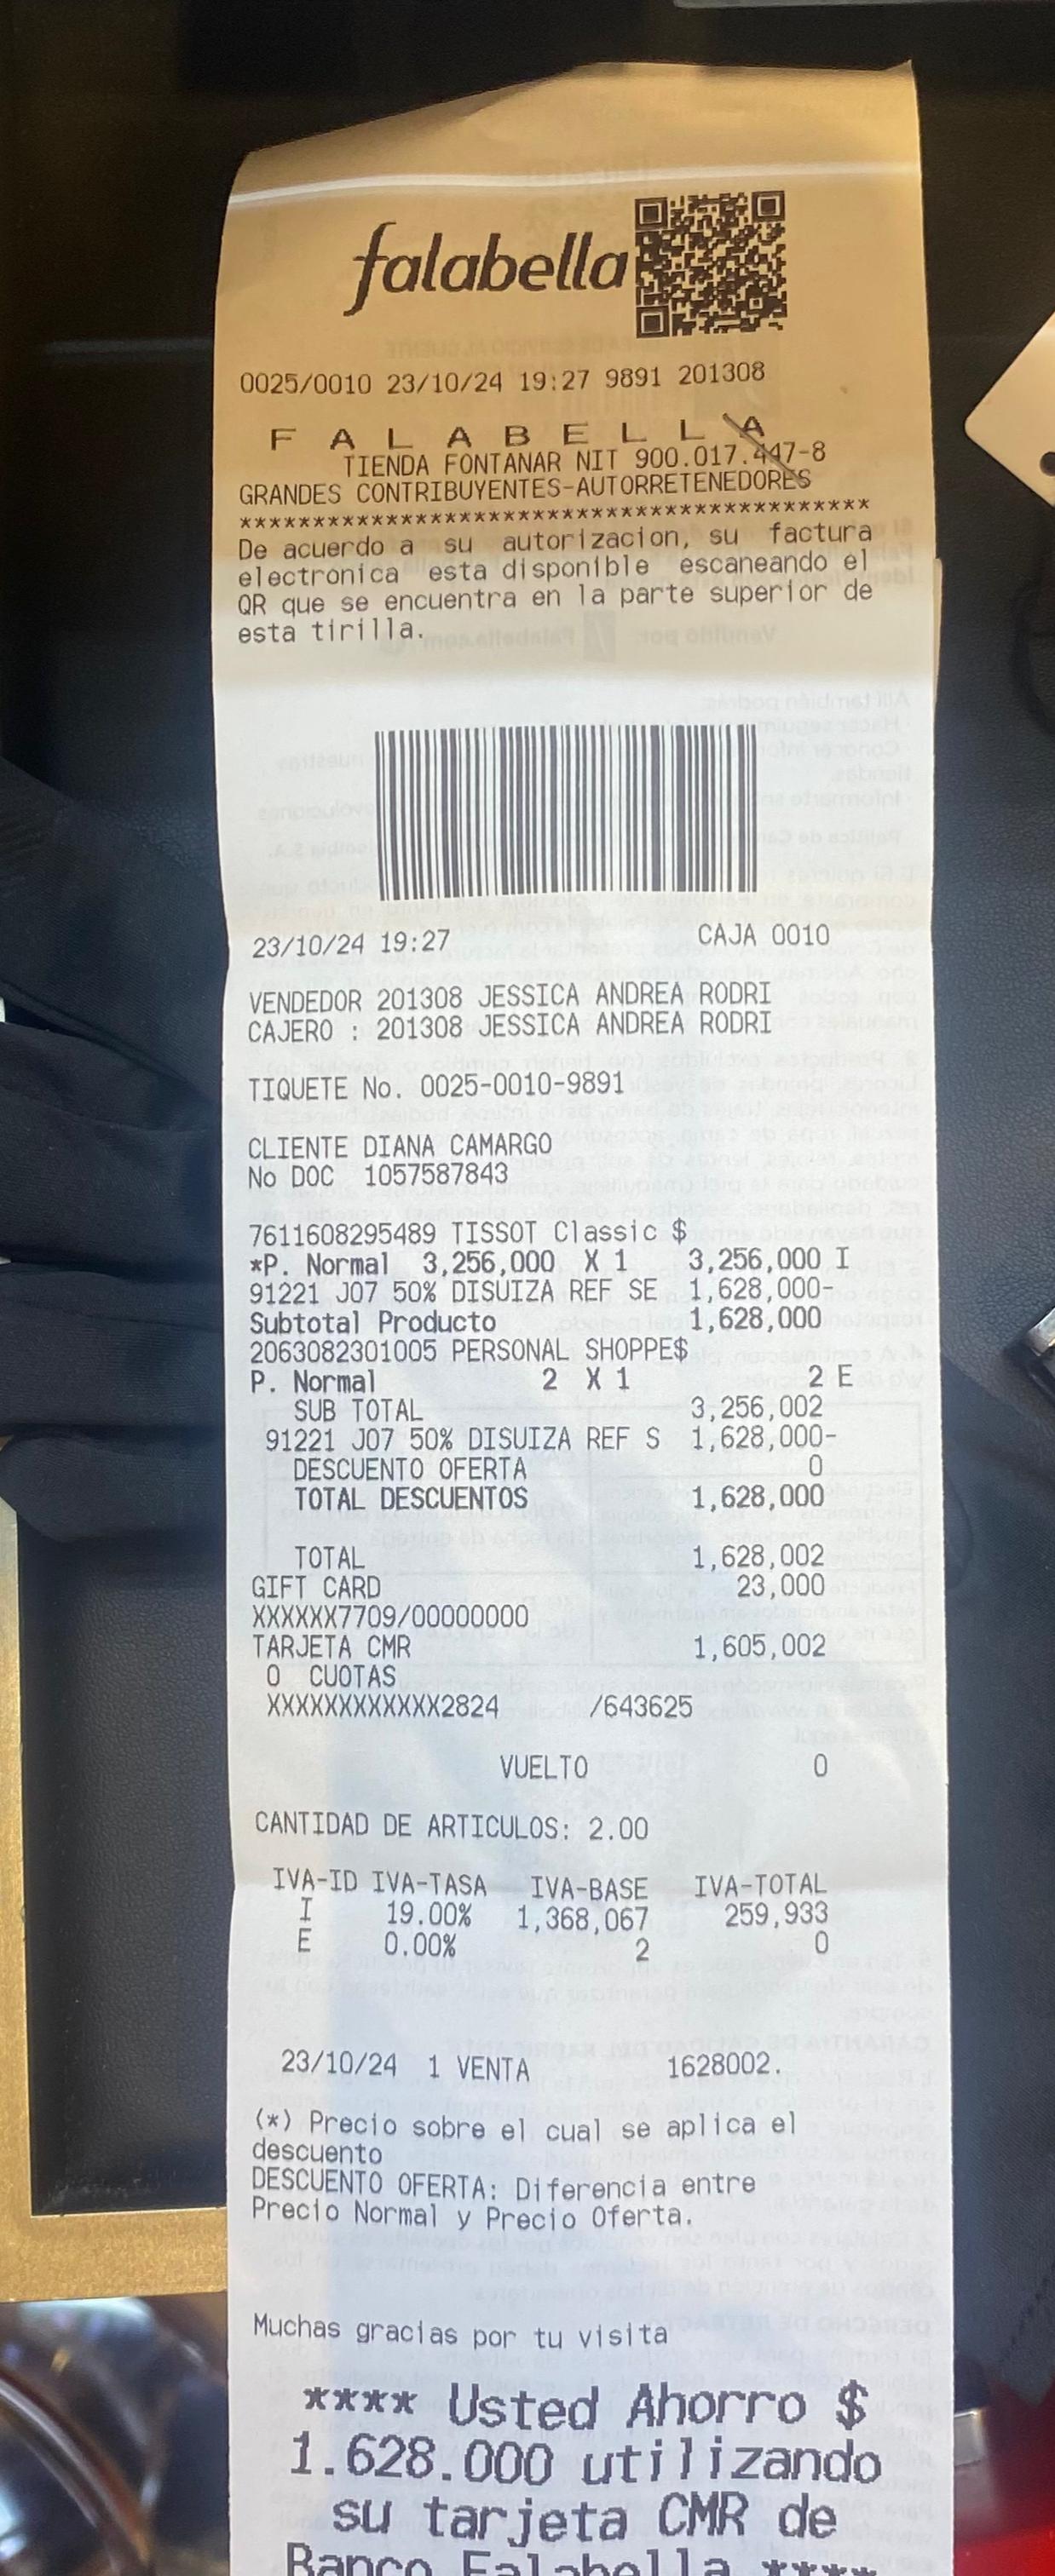 falabella
0025/0010 23/10/24 19:27 9891 201308
F A L A B E L L A
TIENDA FONTANAR NIT 900.017.447-8
GRANDES CONTRIBUYENTES-AUTORRETENEDORES
*******************************************
De acuerdo a su autorizacion, su factura
electronica esta disponible escaneando el
QR que se encuentra en la parte superior de
esta tirilla.
23/10/24 19:27 CAJA 0010
VENDEDOR 201308 JESSICA ANDREA RODRI
CAJERO : 201308 JESSICA ANDREA RODRI
TIQUETE No. 0025-0010-9891
CLIENTE DIANA CAMARGO
No DOC 1057587843
7611608295489 TISSOT Classic $
*P. Normal 3,256,000 X 1 3,256,000 I
91221 J07 50% DISUIZA REF SE 1,628,000-
Subtotal Producto 1,628,000
2063082301005 PERSONAL SHOPPE$
P. Normal 2 X 1 2 E
SUB TOTAL 3,256,002
91221 J07 50% DISUIZA REF S 1,628,000-
DESCUENTO OFERTA 0
TOTAL DESCUENTOS 1,628,000
TOTAL 1,628,002
GIFT CARD 23,000
XXXXXX7709/00000000
TARJETA CMR 1,605,002
0 CUOTAS
XXXXXXXXXXXX2824 /643625
VUELTO 0
CANTIDAD DE ARTICULOS: 2.00
IVA-ID IVA-TASA IVA-BASE IVA-TOTAL
I 19.00% 1,368,067 259,933
E 0.00% 2 0
23/10/24 1 VENTA 1628002.
(*) Precio sobre el cual se aplica el
descuento
DESCUENTO OFERTA: Diferencia entre
Precio Normal y Precio Oferta.
Muchas gracias por tu visita
**** Usted Ahorro $
1.628.000 utilizando
su tarjeta CMR de
Banco Falabella ****